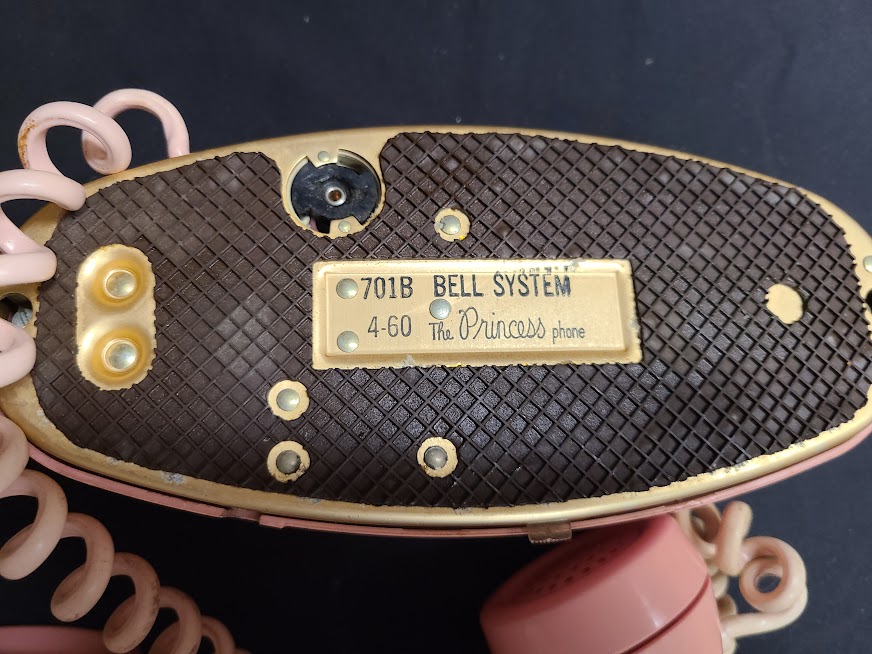 701B BELL SYSTEM
4-60 The Princess phone